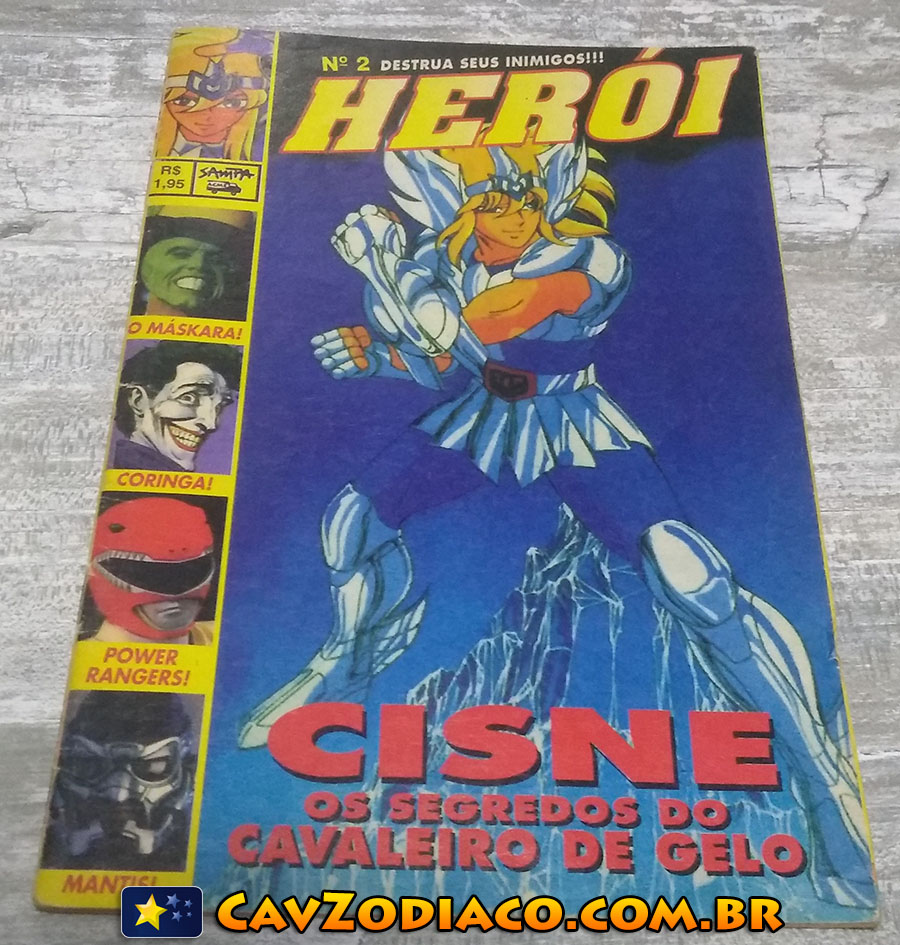 Nº 2 DESTRUA SEUS INIMIGOS!!!
HERÓI
R$
1,95
SAMPA
ACME
O MÁSKARA!
CORINGA!
POWER
RANGERS!
MANTIS!
CISNE
OS SEGREDOS DO
CAVALEIRO DE GELO
CAVZODIACO.COM.BR